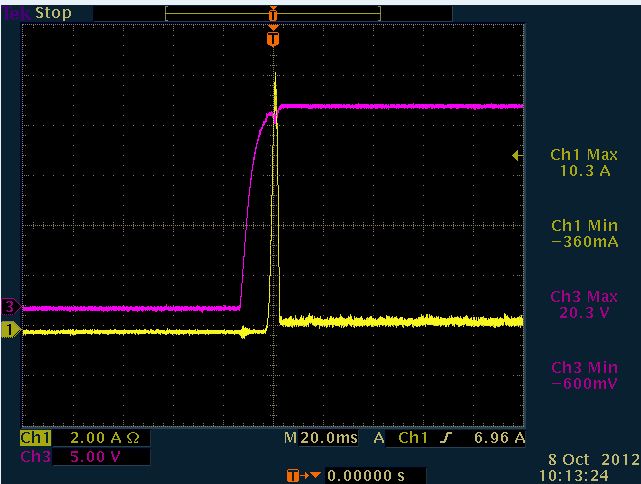 Tek Stop
T
T
Ch1 Max
10.3 A
Ch1 Min
−360mA
3
Ch3 Max
20.3 V
1
Ch3 Min
−600mV
Ch1 2.00 A Ω M 20.0ms A Ch1 6.96 A
Ch3 5.00 V
T 0.00000 s
8 Oct 2012
10:13:24